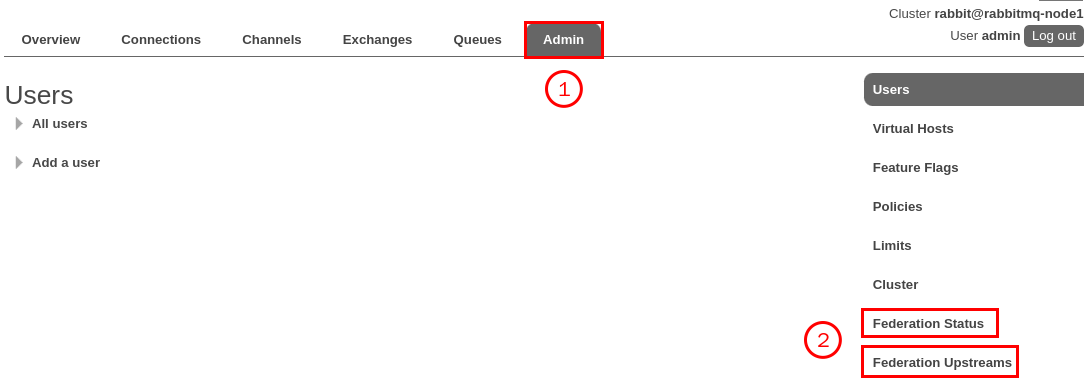 Cluster rabbit@rabbitmq-node1
User admin Log out
Overview Connections Channels Exchanges Queues Admin
1
Users
All users
Add a user
Users
Virtual Hosts
Feature Flags
Policies
Limits
Cluster
Federation Status
2
Federation Upstreams